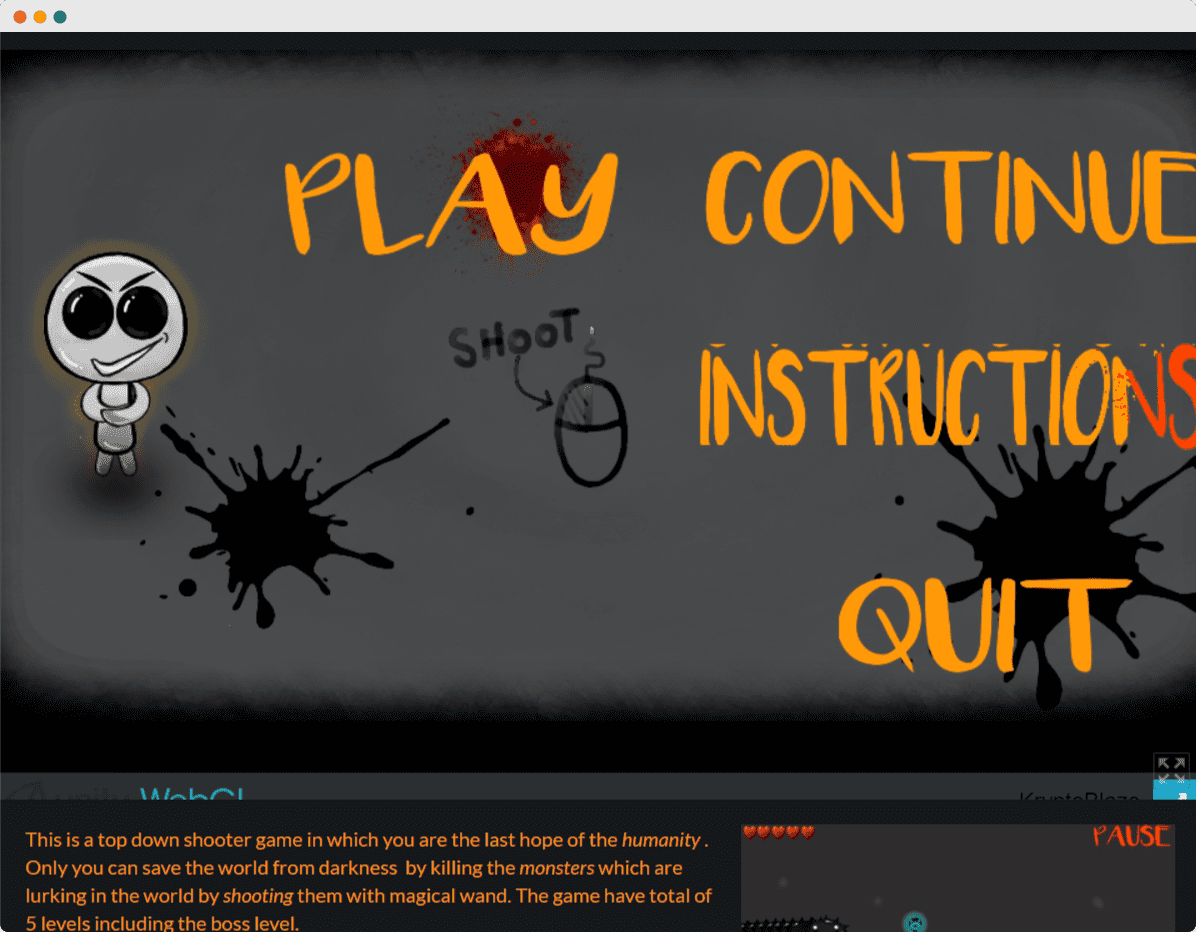 PLAY CONTINUE
SHOOT
INSTRUCTIONS
QUIT
unity WebGL
KryptoBlaze
This is a top down shooter game in which you are the last hope of the humanity .
Only you can save the world from darkness by killing the monsters which are
lurking in the world by shooting them with magical wand. The game have total of
5 levels including the boss level.
PAUSE